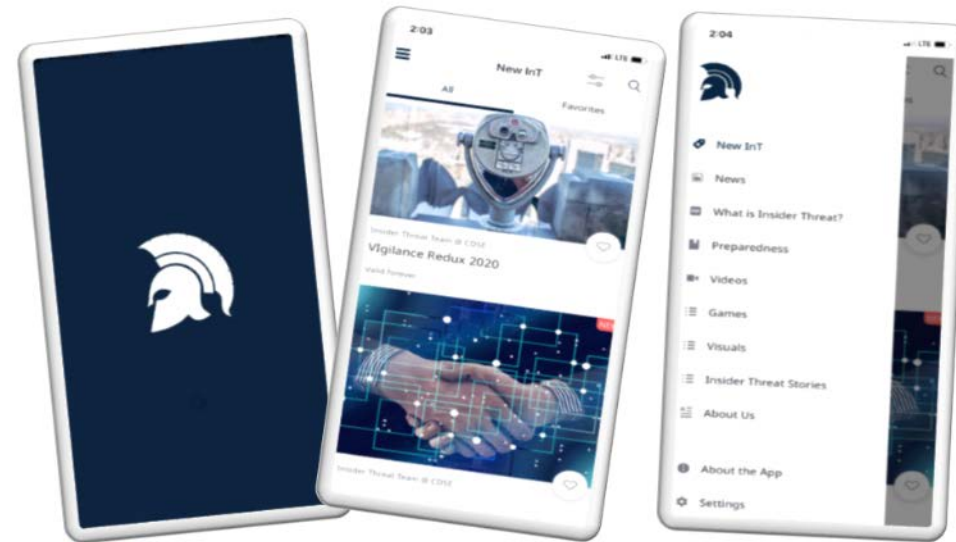 2:03
LTE
New InT
All
Favorites
Insider Threat Team @ CDSE
VIgilance Redux 2020
Valid forever
Insider Threat Team @ CDSE
2:04
LTE
New InT
News
What is Insider Threat?
Preparedness
Videos
Games
Visuals
Insider Threat Stories
About Us
About the App
Settings